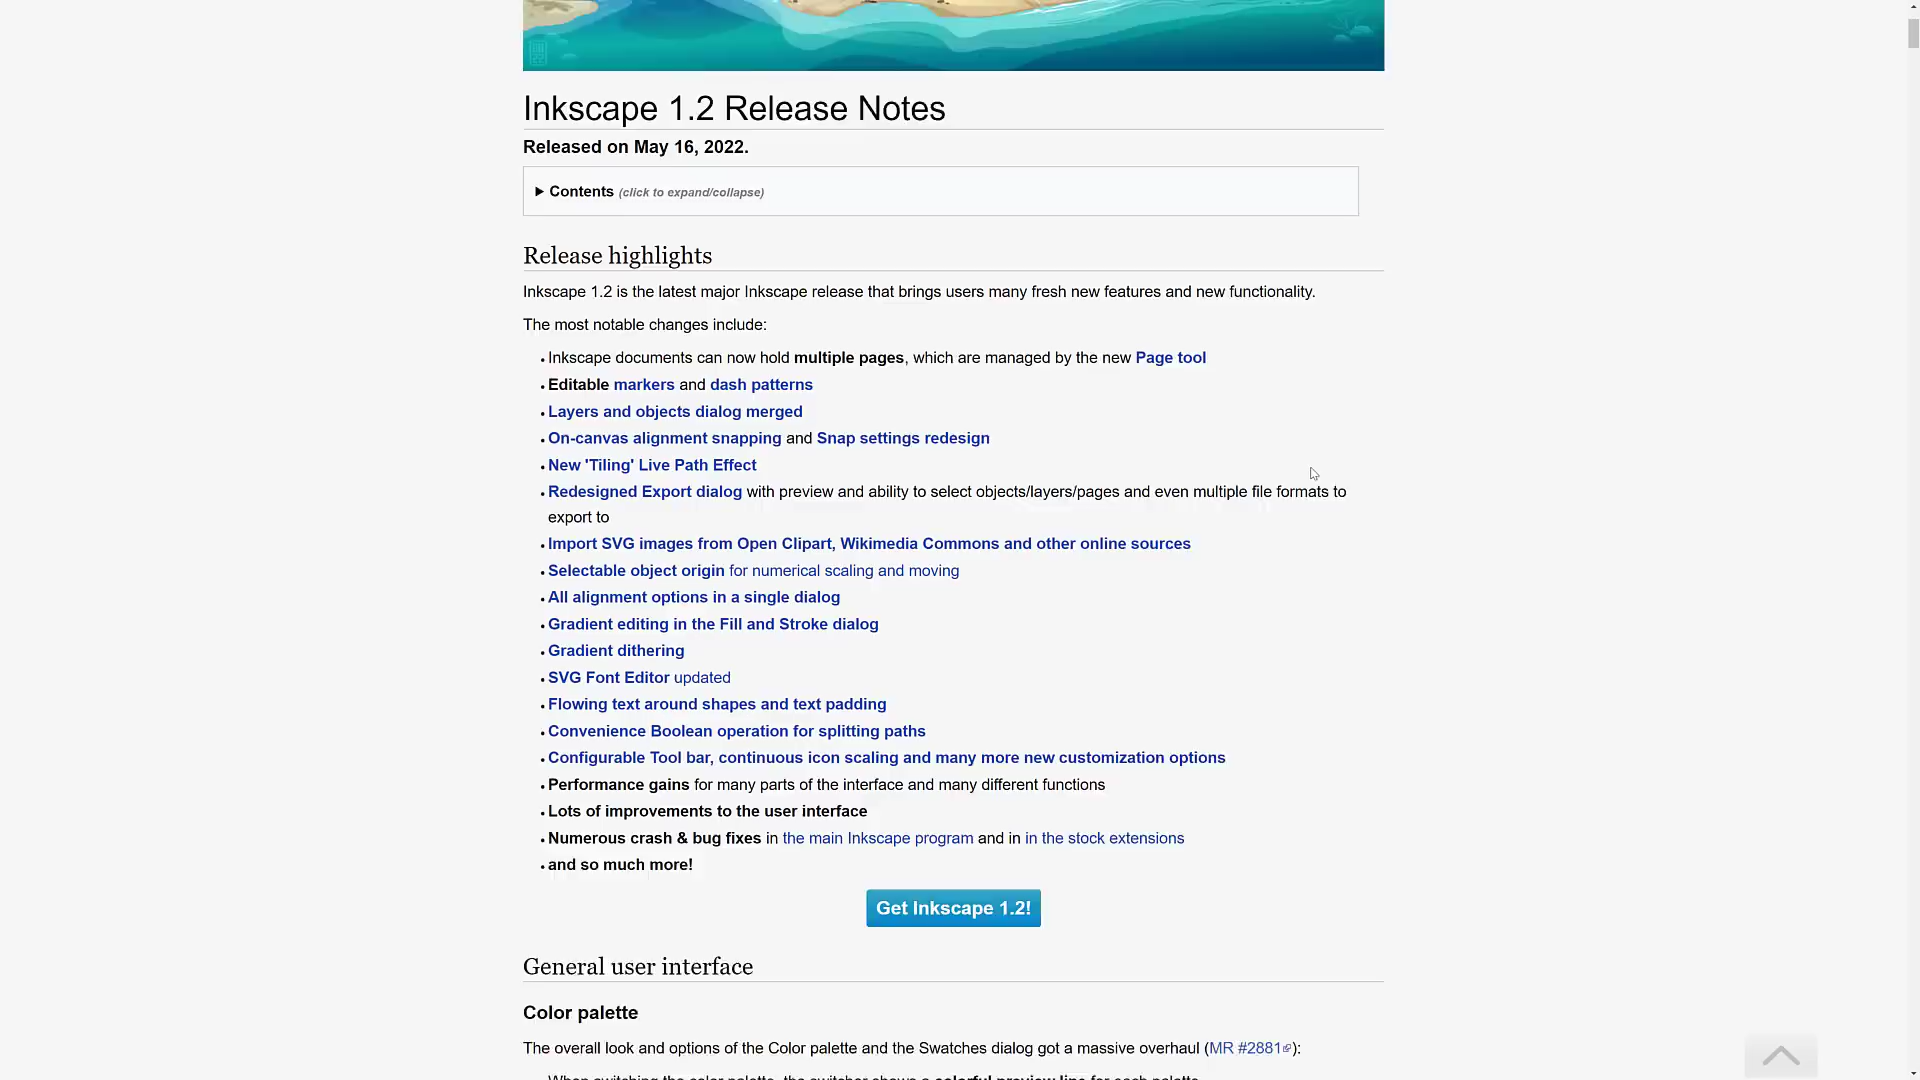 Inkscape 1.2 Release Notes
Released on May 16, 2022.
Contents (click to expand/collapse)
Release highlights
Inkscape 1.2 is the latest major Inkscape release that brings users many fresh new features and new functionality.
The most notable changes include:
Inkscape documents can now hold multiple pages, which are managed by the new Page tool
Editable markers and dash patterns
Layers and objects dialog merged
On-canvas alignment snapping and Snap settings redesign
New 'Tiling' Live Path Effect
Redesigned Export dialog with preview and ability to select objects/layers/pages and even multiple file formats to
export to
Import SVG images from Open Clipart, Wikimedia Commons and other online sources
Selectable object origin for numerical scaling and moving
All alignment options in a single dialog
Gradient editing in the Fill and Stroke dialog
Gradient dithering
SVG Font Editor updated
Flowing text around shapes and text padding
Convenience Boolean operation for splitting paths
Configurable Tool bar, continuous icon scaling and many more new customization options
Performance gains for many parts of the interface and many different functions
Lots of improvements to the user interface
Numerous crash & bug fixes in the main Inkscape program and in in the stock extensions
and so much more!
Get Inkscape 1.2!
General user interface
Color palette
The overall look and options of the Color palette and the Swatches dialog got a massive overhaul (MR #2881):
When switching the color palette, the switcher shows a colorful preview line for each palette